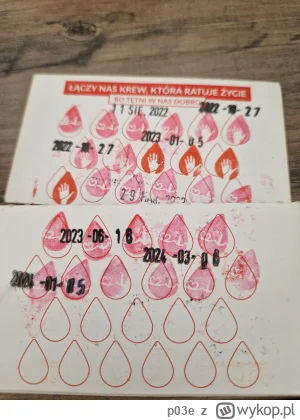 ŁĄCZY NAS KREW, KTÓRA RATUJE ŻYCIE
BO TĘTNI W NAS DOBRO
11 SIE. 2022
2022-10-27
2023-01-05
2022-10-27
2023-06-16
2024-03-06
2024-01-05
p03e z wykop.pl